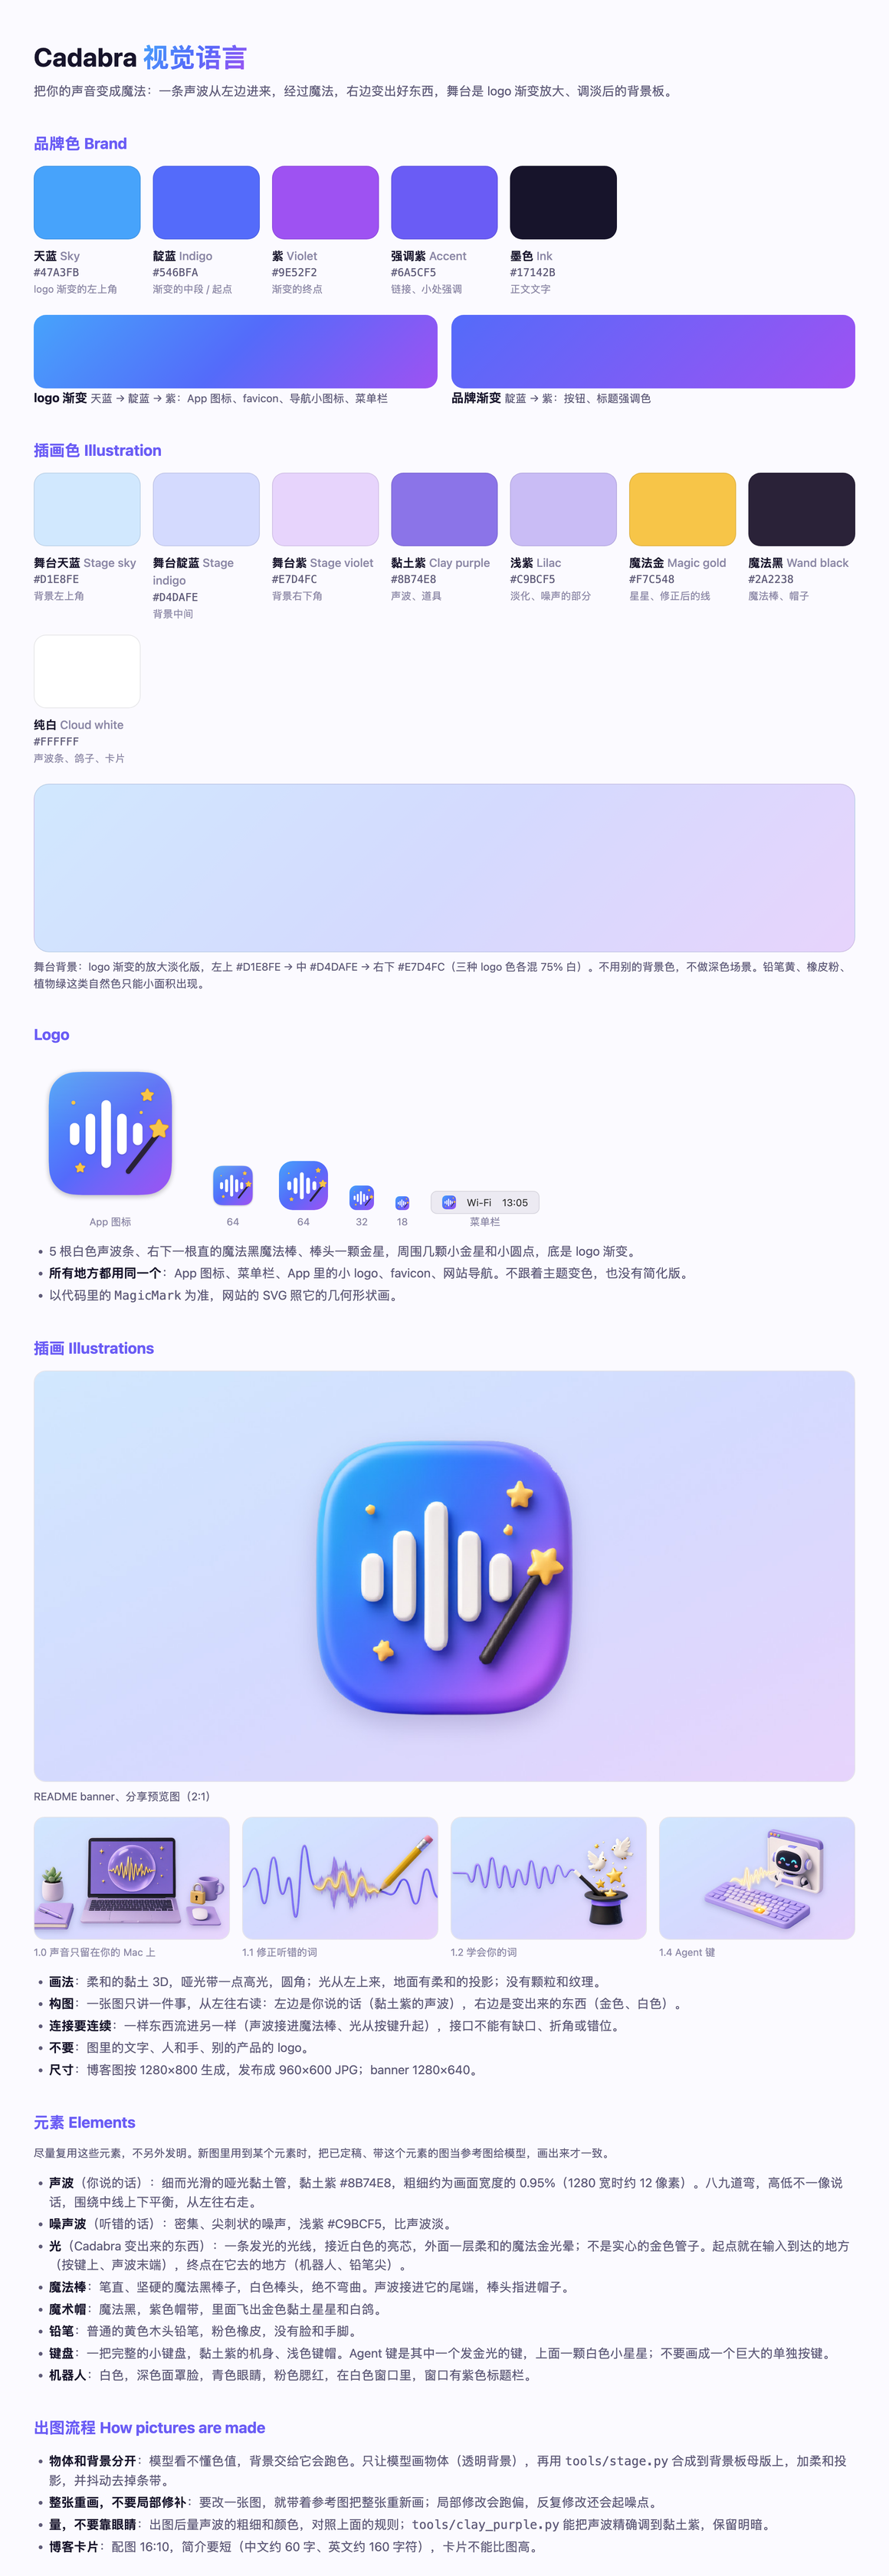 Cadabra 视觉语言
把你的声音变成魔法：一条声波从左边进来，经过魔法，右边变出好东西，舞台是 logo 渐变放大、调淡后的背景板。
品牌色 Brand
天蓝 Sky
#47A3FB
logo 渐变的左上角
靛蓝 Indigo
#546BFA
渐变的中段 / 起点
紫 Violet
#9E52F2
渐变的终点
强调紫 Accent
#6A5CF5
链接、小处强调
墨色 Ink
#17142B
正文文字
logo 渐变 天蓝 → 靛蓝 → 紫：App 图标、favicon、导航小图标、菜单栏
品牌渐变 靛蓝 → 紫：按钮、标题强调色
插画色 Illustration
舞台天蓝 Stage sky
#D1E8FE
背景左上角
舞台靛蓝 Stage
indigo
#D4DAFE
背景中间
舞台紫 Stage violet
#E7D4FC
背景右下角
黏土紫 Clay purple
#8B74E8
声波、道具
浅紫 Lilac
#C9BCF5
淡化、噪声的部分
魔法金 Magic gold
#F7C548
星星、修正后的线
魔法黑 Wand black
#2A2238
魔法棒、帽子
纯白 Cloud white
#FFFFFF
声波条、鸽子、卡片
舞台背景：logo 渐变的放大淡化版，左上 #D1E8FE → 中 #D4DAFE → 右下 #E7D4FC（三种 logo 色各混 75% 白）。不用别的背景色，不做深色场景。铅笔黄、橡皮粉、
植物绿这类自然色只能小面积出现。
Logo
App 图标
64
64
32
18
Wi-Fi 13:05
菜单栏
• 5 根白色声波条、右下一根直的魔法黑魔法棒、棒头一颗金星，周围几颗小金星和小圆点，底是 logo 渐变。
• 所有地方都用同一个：App 图标、菜单栏、App 里的小 logo、favicon、网站导航。不跟着主题变色，也没有简化版。
• 以代码里的 MagicMark 为准，网站的 SVG 照它的几何形状画。
插画 Illustrations
README banner、分享预览图（2:1）
1.0 声音只留在你的 Mac 上
1.1 修正听错的词
1.2 学会你的词
1.4 Agent 键
• 画法：柔和的黏土 3D，哑光带一点高光，圆角；光从左上来，地面有柔和的投影；没有颗粒和纹理。
• 构图：一张图只讲一件事，从左往右读：左边是你说的话（黏土紫的声波），右边是变出来的东西（金色、白色）。
• 连接要连续：一样东西流进另一样（声波接进魔法棒、光从按键升起），接口不能有缺口、折角或错位。
• 不要：图里的文字、人和手、别的产品的 logo。
• 尺寸：博客图按 1280×800 生成，发布成 960×600 JPG；banner 1280×640。
元素 Elements
尽量复用这些元素，不另外发明。新图里用到某个元素时，把已定稿、带这个元素的图当参考图给模型，画出来才一致。
• 声波（你说的话）：细而光滑的哑光黏土管，黏土紫 #8B74E8，粗细约为画面宽度的 0.95%（1280 宽时约 12 像素）。八九道弯，高低不一像说
话，围绕中线上下平衡，从左往右走。
• 噪声波（听错的话）：密集、尖刺状的噪声，浅紫 #C9BCF5，比声波淡。
• 光（Cadabra 变出来的东西）：一条发光的光线，接近白色的亮芯，外面一层柔和的魔法金光晕；不是实心的金色管子。起点就在输入到达的地方
（按键上、声波末端），终点在它去的地方（机器人、铅笔尖）。
• 魔法棒：笔直、坚硬的魔法黑棒子，白色棒头，绝不弯曲。声波接进它的尾端，棒头指进帽子。
• 魔术帽：魔法黑，紫色帽带，里面飞出金色黏土星星和白鸽。
• 铅笔：普通的黄色木头铅笔，粉色橡皮，没有脸和手脚。
• 键盘：一把完整的小键盘，黏土紫的机身、浅色键帽。Agent 键是其中一个发金光的键，上面一颗白色小星星；不要画成一个巨大的单独按键。
• 机器人：白色，深色面罩脸，青色眼睛，粉色腮红，在白色窗口里，窗口有紫色标题栏。
出图流程 How pictures are made
• 物体和背景分开：模型看不懂色值，背景交给它会跑色。只让模型画物体（透明背景），再用 tools/stage.py 合成到背景板母版上，加柔和投
影，并抖动去掉条带。
• 整张重画，不要局部修补：要改一张图，就带着参考图把整张重新画；局部修改会跑偏，反复修改还会起噪点。
• 量，不要靠眼睛：出图后量声波的粗细和颜色，对照上面的规则；tools/clay_purple.py 能把声波精确调到黏土紫，保留明暗。
• 博客卡片：配图 16:10，简介要短（中文约 60 字、英文约 160 字符），卡片不能比图高。